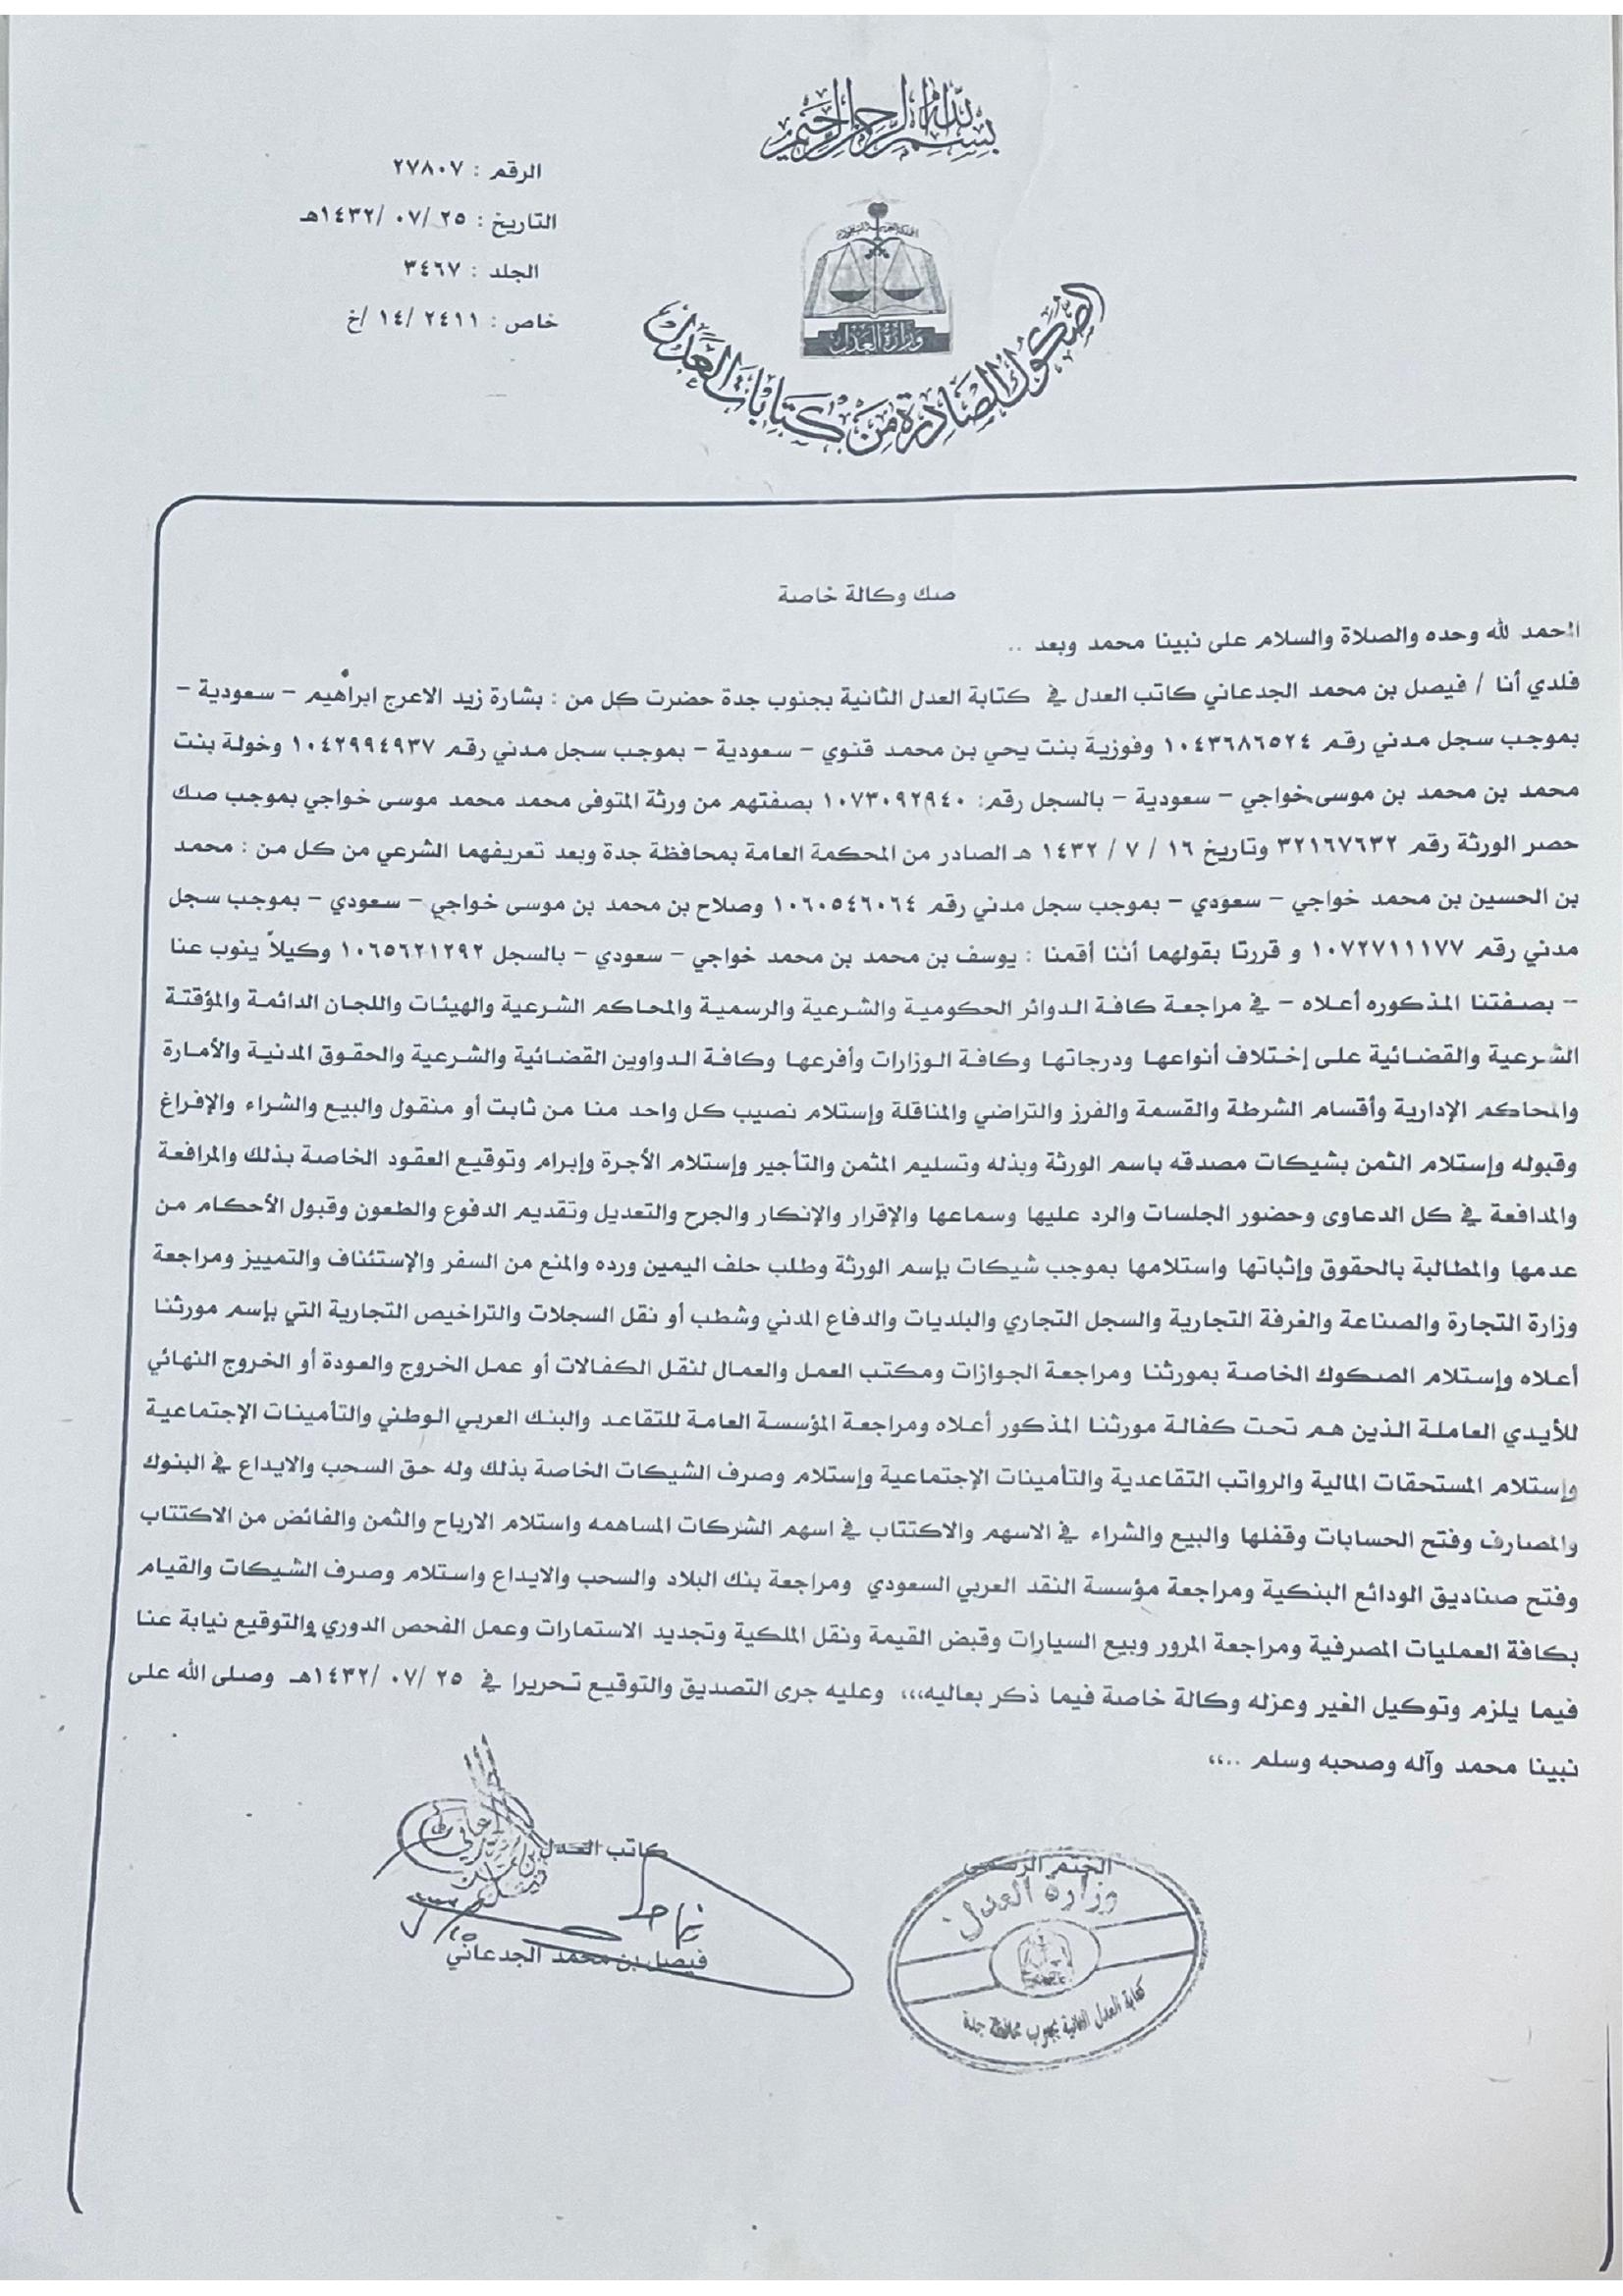 بسم الله الرحمن الرحيم
الرقم : ٢٧٨٠٧
التاريخ : ٢٥ /٠٧ /١٤٣٢هـ
الجلد : ٣٤٦٧
خاص : ٢٤١١ /١٤ /خ
وزارة العدل
الصكوك الصادرة من كتابات العدل
صك وكالة خاصة
الحمد لله وحده والصلاة والسلام على نبينا محمد وبعد ..
فلدي أنا / فيصل بن محمد الجدعاني كاتب العدل في كتابة العدل الثانية بجنوب جدة حضرت كل من : بشارة زيد الاعرج ابراهيم – سعودية –
بموجب سجل مدني رقم ١٠٤٣٦٨٦٥٢٤ وفوزية بنت يحي بن محمد قنوي – سعودية – بموجب سجل مدني رقم ١٠٤٢٩٩٤٩٣٧ وخولة بنت
محمد بن محمد بن موسى خواجي – سعودية – بالسجل رقم: ١٠٧٣٠٩٢٩٤٠ بصفتهم من ورثة المتوفى محمد محمد موسى خواجي بموجب صك
حصر الورثة رقم ٣٢١٦٧٦٣٢ وتاريخ ١٦ / ٧ / ١٤٣٢ هـ الصادر من المحكمة العامة بمحافظة جدة وبعد تعريفهما الشرعي من كل من : محمد
بن الحسين بن محمد خواجي – سعودي – بموجب سجل مدني رقم ١٠٦٠٥٤٦٠٦٤ وصلاح بن محمد بن موسى خواجي – سعودي – بموجب سجل
مدني رقم ١٠٧٢٧١١١٧٧ و قررتا بقولهما أننا أقمنا : يوسف بن محمد بن محمد خواجي – سعودي – بالسجل ١٠٦٥٦٢١٢٩٢ وكيلاً ينوب عنا
– بصفتنا المذكوره أعلاه – في مراجعة كافة الدوائر الحكومية والشرعية والرسمية والمحاكم الشرعية والهيئات واللجان الدائمة والمؤقتة
الشرعية والقضائية على إختلاف أنواعها ودرجاتها وكافة الوزارات وأفرعها وكافة الدواوين القضائية والشرعية والحقوق المدنية والأمارة
والمحاكم الإدارية وأقسام الشرطة والقسمة والفرز والتراضي والمناقلة وإستلام نصيب كل واحد منا من ثابت أو منقول والبيع والشراء والإفراغ
وقبوله وإستلام الثمن بشيكات مصدقه باسم الورثة وبذله وتسليم المثمن والتأجير وإستلام الأجرة وإبرام وتوقيع العقود الخاصة بذلك والمرافعة
والمدافعة في كل الدعاوى وحضور الجلسات والرد عليها وسماعها والإقرار والإنكار والجرح والتعديل وتقديم الدفوع والطعون وقبول الأحكام من
عدمها والمطالبة بالحقوق وإثباتها واستلامها بموجب شيكات بإسم الورثة وطلب حلف اليمين ورده والمنع من السفر والإستئناف والتمييز ومراجعة
وزارة التجارة والصناعة والغرفة التجارية والسجل التجاري والبلديات والدفاع المدني وشطب أو نقل السجلات والتراخيص التجارية التي بإسم مورثنا
أعلاه وإستلام الصكوك الخاصة بمورثنا ومراجعة الجوازات ومكتب العمل والعمال لنقل الكفالات أو عمل الخروج والعودة أو الخروج النهائي
للأيدي العاملة الذين هم تحت كفالة مورثنا المذكور أعلاه ومراجعة المؤسسة العامة للتقاعد والبنك العربي الوطني والتأمينات الإجتماعية
وإستلام المستحقات المالية والرواتب التقاعدية والتأمينات الإجتماعية وإستلام وصرف الشيكات الخاصة بذلك وله حق السحب والايداع في البنوك
والمصارف وفتح الحسابات وقفلها والبيع والشراء في الاسهم والاكتتاب في اسهم الشركات المساهمه واستلام الارباح والثمن والفائض من الاكتتاب
وفتح صناديق الودائع البنكية ومراجعة مؤسسة النقد العربي السعودي ومراجعة بنك البلاد والسحب والايداع واستلام وصرف الشيكات والقيام
بكافة العمليات المصرفية ومراجعة المرور وبيع السيارات وقبض القيمة ونقل الملكية وتجديد الاستمارات وعمل الفحص الدوري والتوقيع نيابة عنا
فيما يلزم وتوكيل الغير وعزله وكالة خاصة فيما ذكر بعاليه،،، وعليه جرى التصديق والتوقيع تحريرا في ٢٥ /٠٧ /١٤٣٢هـ وصلى الله على
نبينا محمد وآله وصحبه وسلم ..،،
الختم الرسمي
وزارة العدل
كتابة العدل الثانية بجنوب محافظة جدة
كاتب العدل
فيصل بن محمد الجدعاني